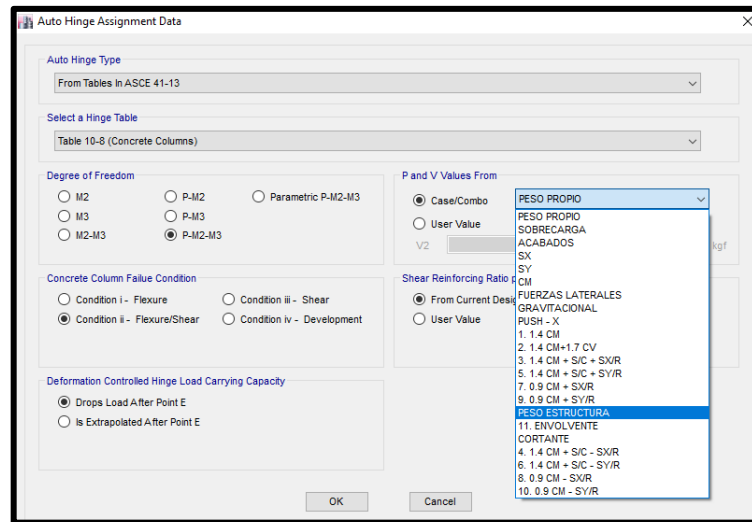 Auto Hinge Assignment Data
Auto Hinge Type
From Tables In ASCE 41-13
Select a Hinge Table
Table 10-8 (Concrete Columns)
Degree of Freedom
M2
P-M2
Parametric P-M2-M3
M3
P-M3
M2-M3
P-M2-M3
P and V Values From
Case/Combo
PESO PROPIO
User Value
V2
kgf
PESO PROPIO
SOBRECARGA
ACABADOS
SX
SY
CM
FUERZAS LATERALES
GRAVITACIONAL
PUSH - X
1. 1.4 CM
2. 1.4 CM+1.7 CV
3. 1.4 CM + S/C + SX/R
5. 1.4 CM + S/C + SY/R
7. 0.9 CM + SX/R
9. 0.9 CM + SY/R
PESO ESTRUCTURA
11. ENVOLVENTE
CORTANTE
4. 1.4 CM + S/C - SX/R
6. 1.4 CM + S/C - SY/R
8. 0.9 CM - SX/R
10. 0.9 CM - SY/R
Concrete Column Failue Condition
Condition i - Flexure
Condition iii - Shear
Condition ii - Flexure/Shear
Condition iv - Development
Shear Reinforcing Ratio p
From Current Desig
User Value
Deformation Controlled Hinge Load Carrying Capacity
Drops Load After Point E
Is Extrapolated After Point E
OK
Cancel